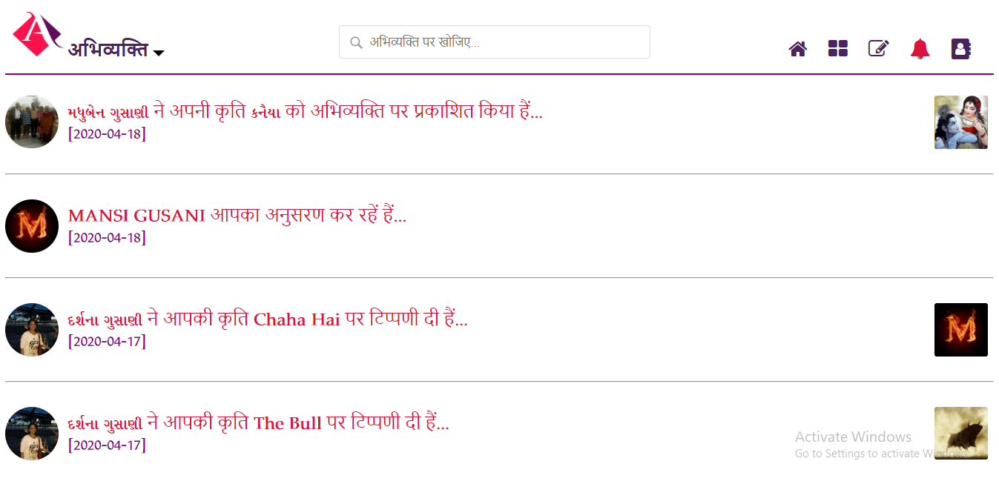 A
अभिव्यक्ति
अभिव्यक्ति पर खोजिए...
મધુબેન ગુસાણી ने अपनी कृति કનૈયા को अभिव्यक्ति पर प्रकाशित किया हैं...
[2020-04-18]
MANSI GUSANI आपका अनुसरण कर रहें हैं...
[2020-04-18]
દર્શના ગુસાણી ने आपकी कृति Chaha Hai पर टिप्पणी दी हैं...
[2020-04-17]
M
M
દર્શના ગુસાણી ने आपकी कृति The Bull पर टिप्पणी दी हैं...
[2020-04-17]
Activate Windows
Go to Settings to activate Windows.